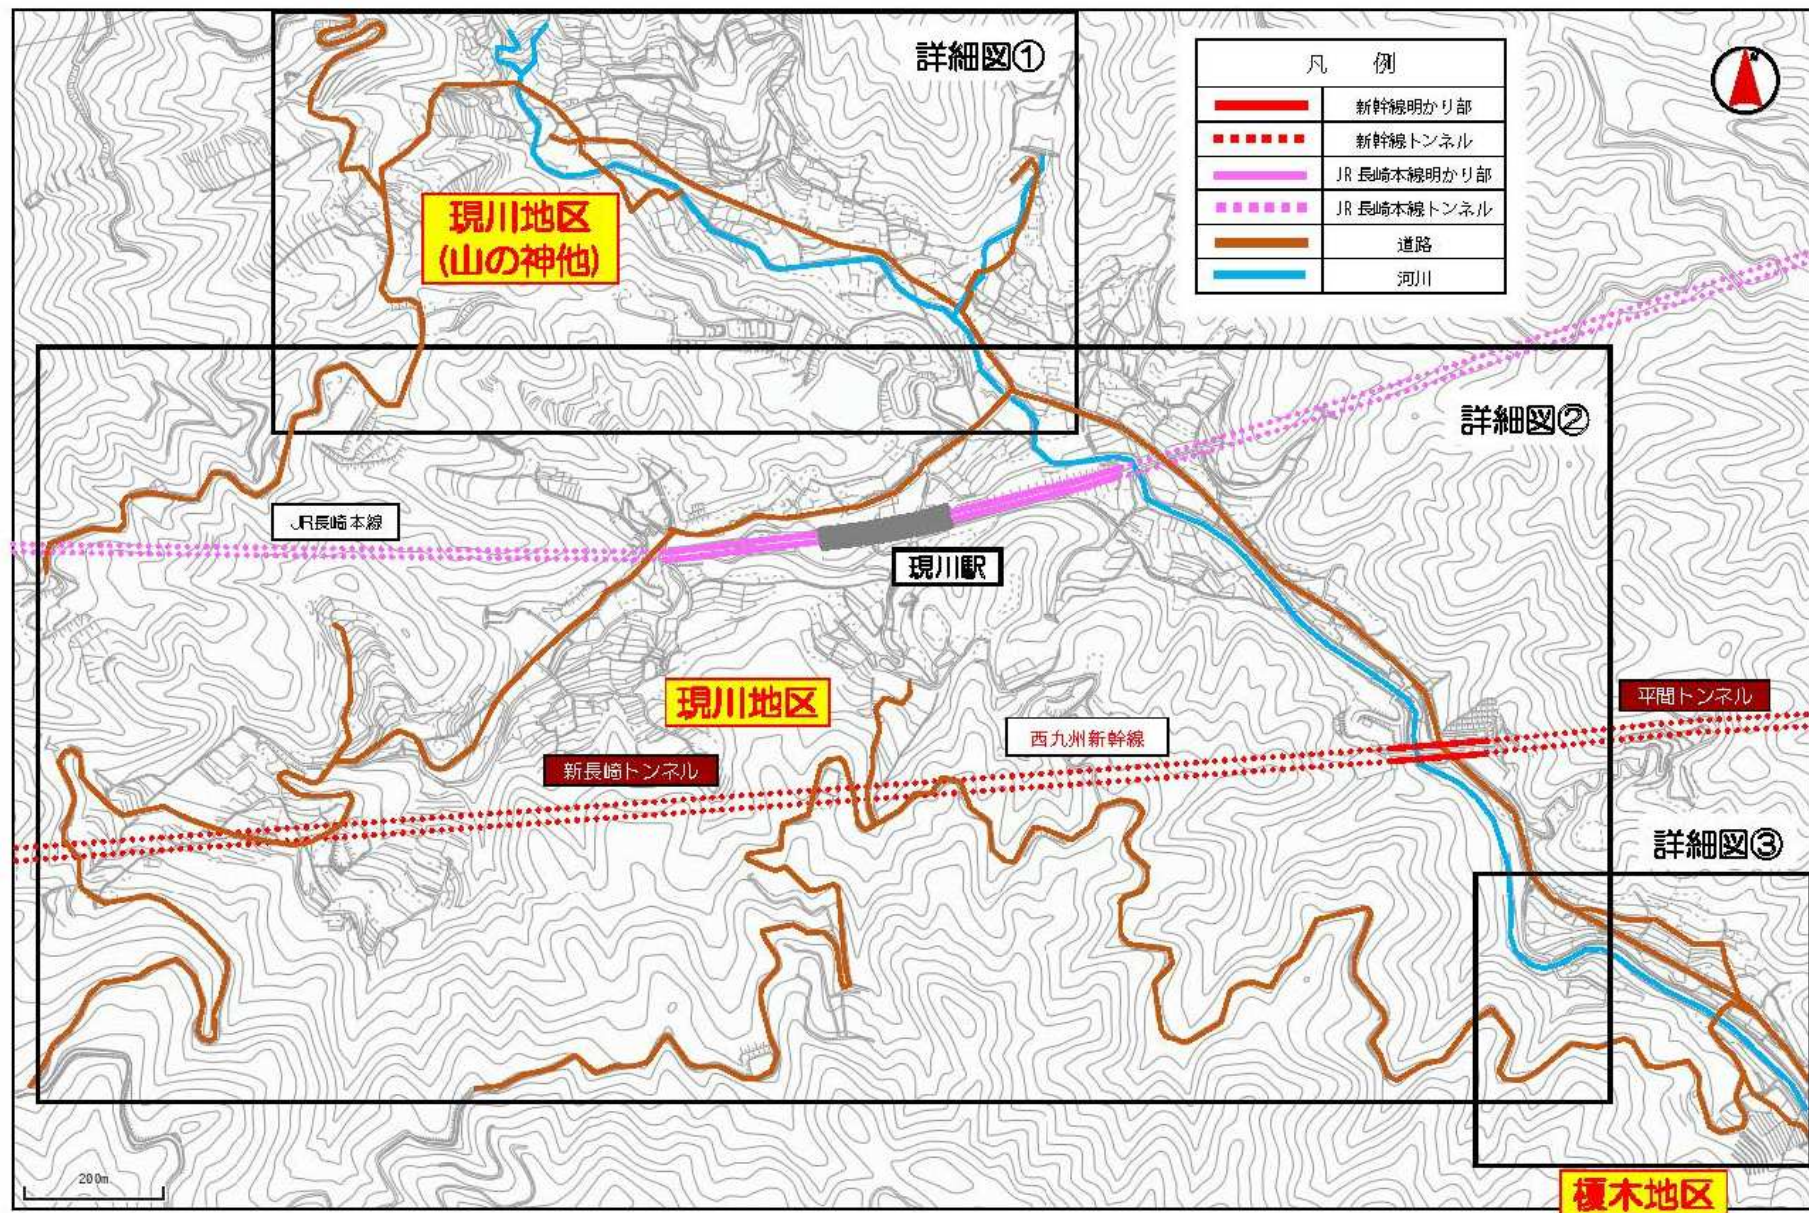 詳細図①
凡 例
新幹線明かり部
新幹線トンネル
JR 長崎本線明かり部
JR 長崎本線トンネル
道路
河川
N
現川地区
(山の神他)
詳細図②
JR長崎本線
現川駅
現川地区
平間トンネル
西九州新幹線
新長崎トンネル
詳細図③
200m
榎木地区